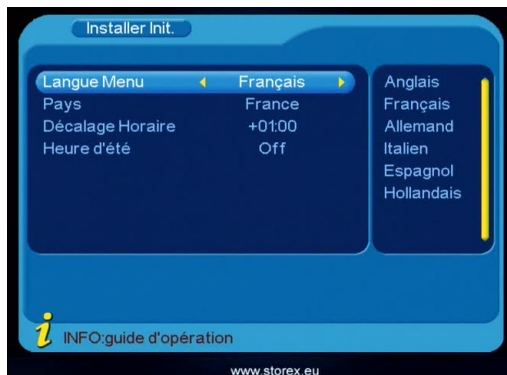 Installer Init.
Langue Menu Français
Pays France
Décalage Horaire +01:00
Heure d'été Off
Anglais
Français
Allemand
Italien
Espagnol
Hollandais
INFO:guide d'opération
www.storex.eu